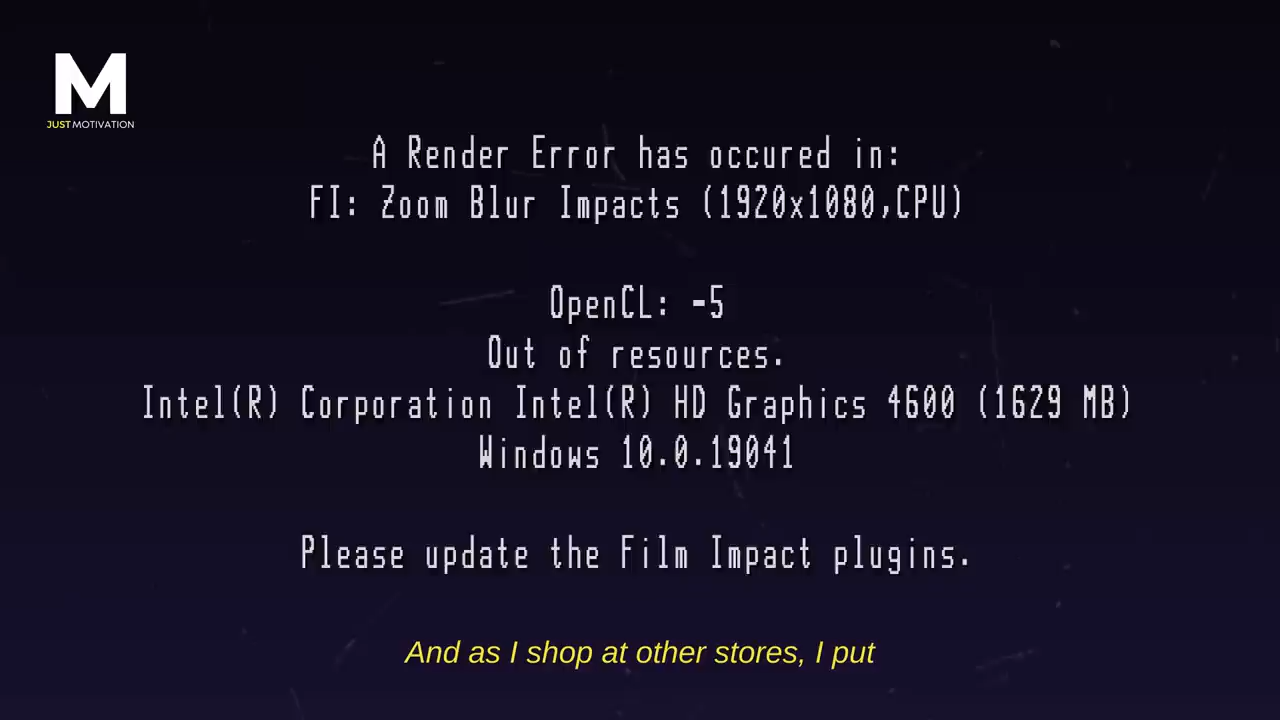 M
JUST MOTIVATION
A Render Error has occured in:
FI: Zoom Blur Impacts (1920x1080,CPU)
OpenCL: -5
Out of resources.
Intel(R) Corporation Intel(R) HD Graphics 4600 (1629 MB)
Windows 10.0.19041
Please update the Film Impact plugins.
And as I shop at other stores, I put